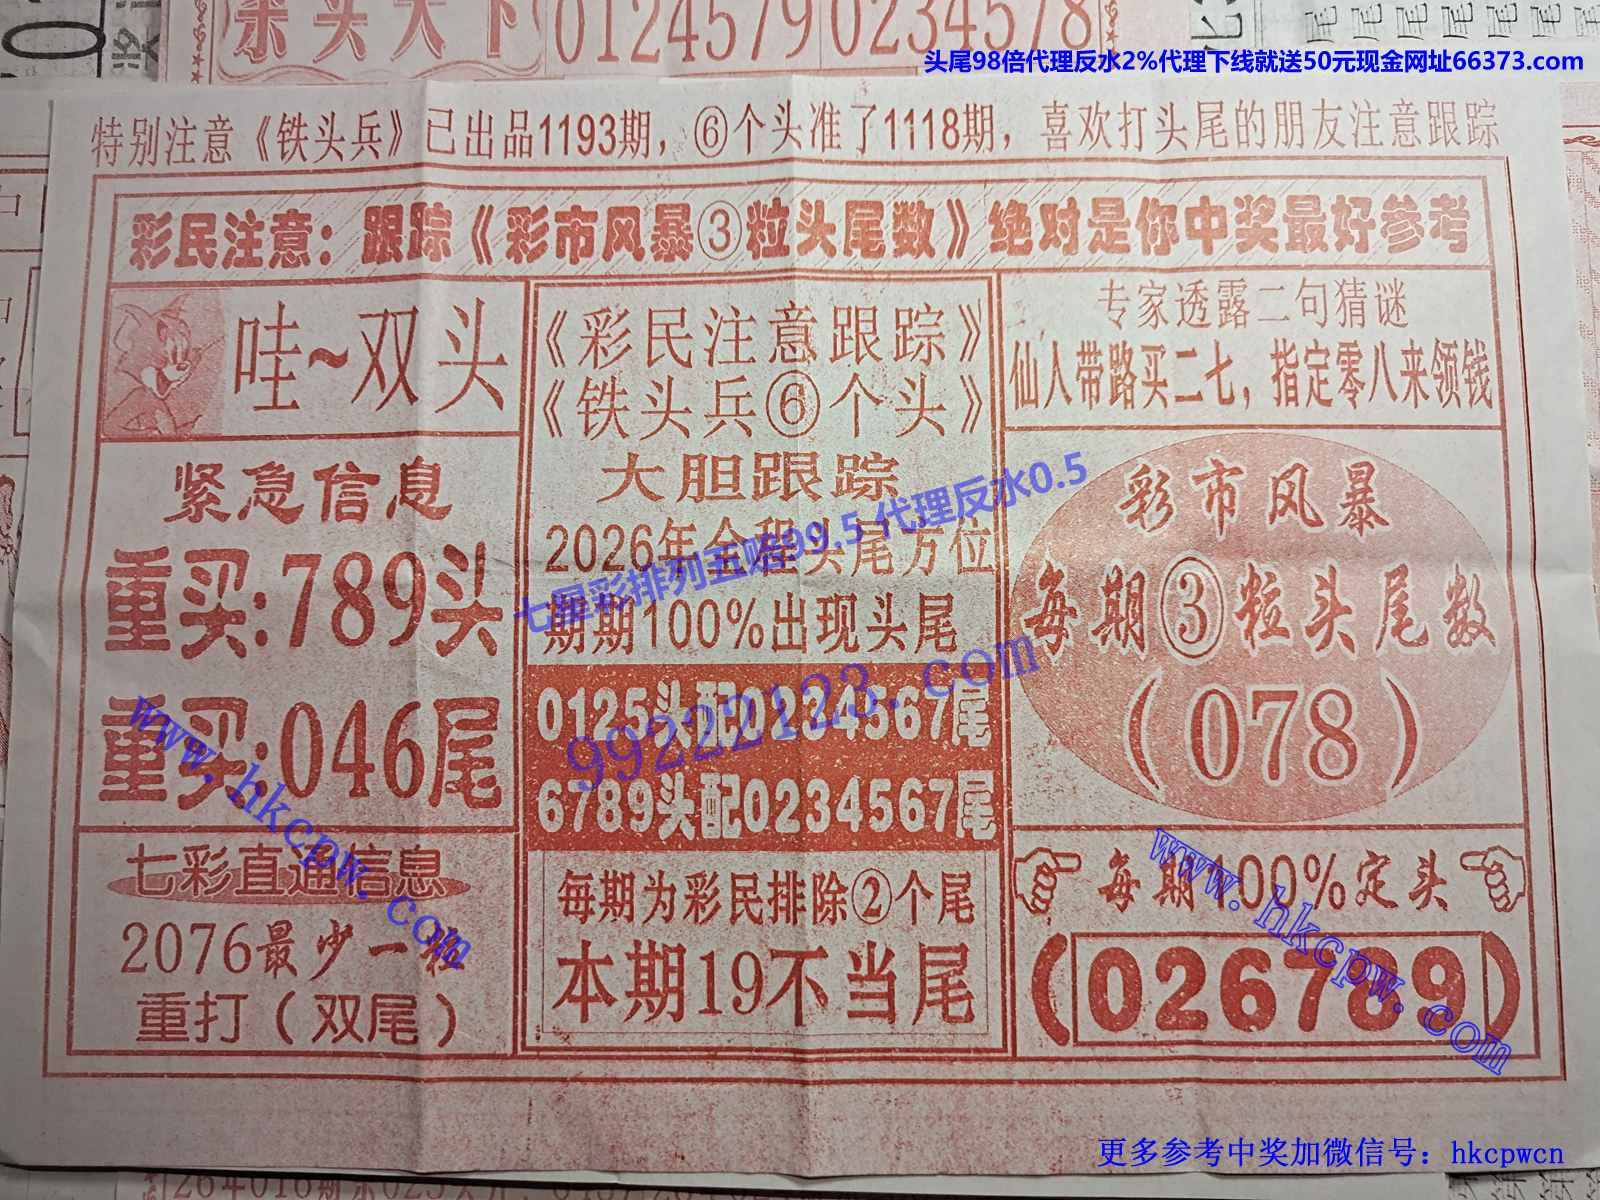 头尾98倍代理反水2%代理下线就送50元现金网址66373.com
0124579 0234578
特别注意《铁头兵》已出品1193期，⑥个头准了1118期，喜欢打头尾的朋友注意跟踪
彩民注意：跟踪《彩市风暴③粒头尾数》绝对是你中奖最好参考
哇~双头
紧急信息
重买:789头
重买:046尾
七彩直通信息
2076最少一粒
重打（双尾）
《彩民注意跟踪》
《铁头兵⑥个头》
大胆跟踪
2026年全程头尾方位
期期100%出现头尾
0125头配0234567尾
6789头配0234567尾
每期为彩民排除②个尾
本期19不当尾
专家透露二句猜谜
仙人带路买二七，指定零八来领钱
彩市风暴
每期③粒头尾数
（078）
每期100%定头
（026789）
七星彩排列五赔99.5 代理反水0.5
99222123.com
www.hkcpw.com
www.hkcpw.com
更多参考中奖加微信号：hkcpwcn